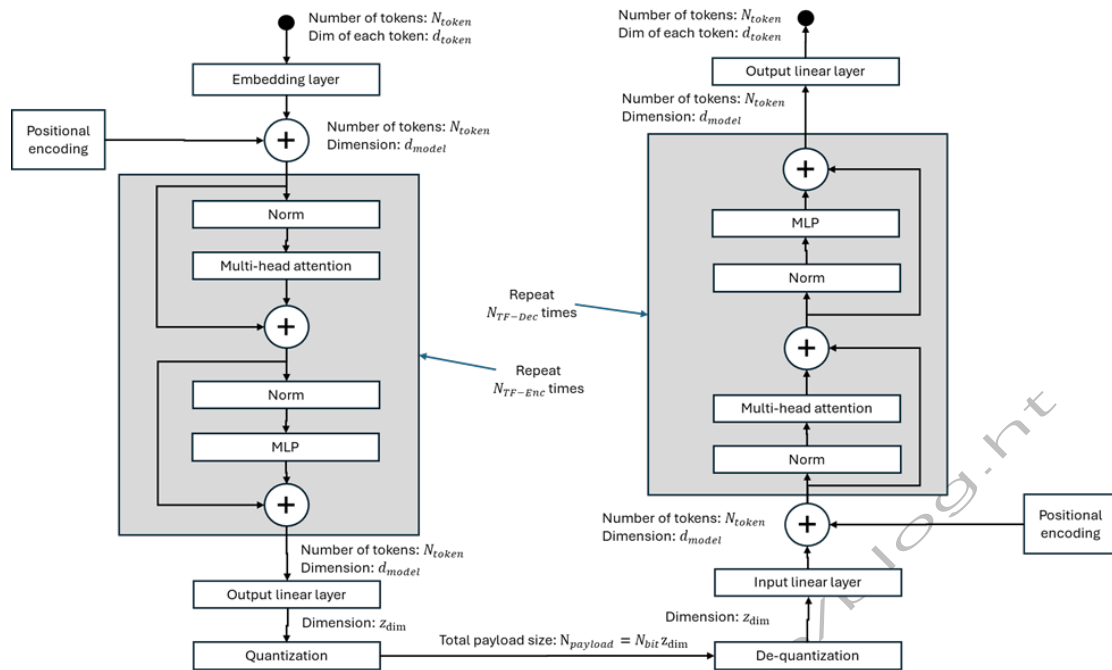 Number of tokens: N_token
Dim of each token: d_token
Embedding layer
Positional
encoding
+
Number of tokens: N_token
Dimension: d_model
Norm
Multi-head attention
+
Norm
MLP
+
Repeat
N_TF−Enc times
Number of tokens: N_token
Dimension: d_model
Output linear layer
Dimension: z_dim
Quantization
Total payload size: N_payload = N_bit z_dim
De-quantization
Dimension: z_dim
Input linear layer
Number of tokens: N_token
Dimension: d_model
+
Positional
encoding
Norm
Multi-head attention
+
Norm
MLP
+
Repeat
N_TF−Dec times
Number of tokens: N_token
Dimension: d_model
Output linear layer
Number of tokens: N_token
Dim of each token: d_token
/blog.ht